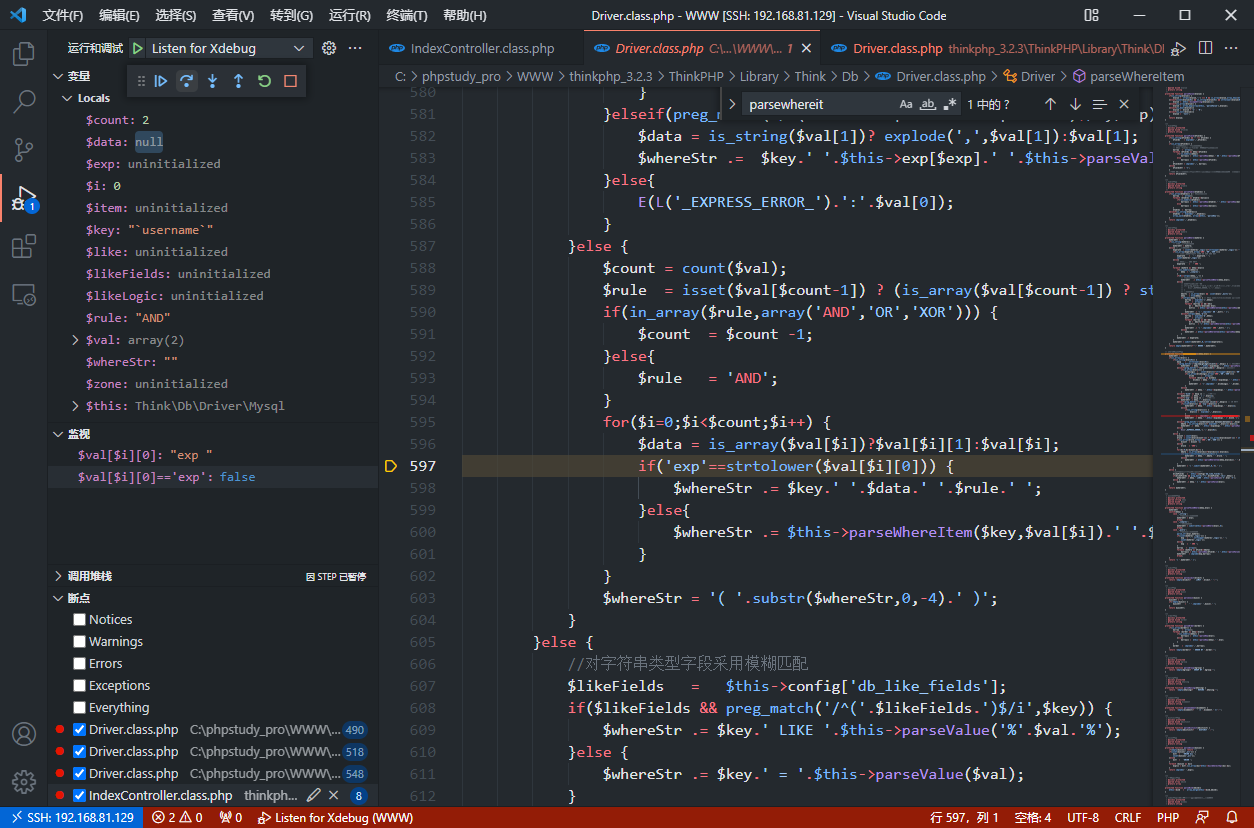 文件(F) 编辑(E) 选择(S) 查看(V) 转到(G) 运行(R) 终端(T) 帮助(H) Driver.class.php - WWW [SSH: 192.168.81.129] - Visual Studio Code
运行和调试 Listen for Xdebug
IndexController.class.php Driver.class.php C:\...\WWW\... 1 Driver.class.php thinkphp_3.2.3\ThinkPHP\Library\Think\D
C: > phpstudy_pro > WWW > thinkphp_3.2.3 > ThinkPHP > Library > Think > Db > Driver.class.php > Driver > parseWhereItem
parsewhereit Aa ab 1 中的 ?
变量
Locals
$count: 2
$data: null
$exp: uninitialized
$i: 0
$item: uninitialized
$key: "`username`"
$like: uninitialized
$likeFields: uninitialized
$likeLogic: uninitialized
$rule: "AND"
$val: array(2)
$whereStr: ""
$zone: uninitialized
$this: Think\Db\Driver\Mysql
监视
$val[$i][0]: "exp "
$val[$i][0]=='exp': false
调用堆栈 因 STEP 已暂停
断点
Notices
Warnings
Errors
Exceptions
Everything
Driver.class.php C:\phpstudy_pro\WWW\... 490
Driver.class.php C:\phpstudy_pro\WWW\... 518
Driver.class.php C:\phpstudy_pro\WWW\... 548
IndexController.class.php thinkph... 8
1
580 }
581 }elseif(preg_
582 $data = is_string($val[1])? explode(',',$val[1]):$val[1];
583 $whereStr .= $key.' '.$this->exp[$exp].' '.$this->parseVal
584 }else{
585 E(L('_EXPRESS_ERROR_').':'.$val[0]);
586 }
587 }else {
588 $count = count($val);
589 $rule = isset($val[$count-1]) ? (is_array($val[$count-1]) ? st
590 if(in_array($rule,array('AND','OR','XOR'))) {
591 $count = $count -1;
592 }else{
593 $rule = 'AND';
594 }
595 for($i=0;$i<$count;$i++) {
596 $data = is_array($val[$i])?$val[$i][1]:$val[$i];
597 if('exp'==strtolower($val[$i][0])) {
598 $whereStr .= $key.' '.$data.' '.$rule.' ';
599 }else{
600 $whereStr .= $this->parseWhereItem($key,$val[$i]).' '.$
601 }
602 }
603 $whereStr = '( '.substr($whereStr,0,-4).' )';
604 }
605 }else {
606 //对字符串类型字段采用模糊匹配
607 $likeFields = $this->config['db_like_fields'];
608 if($likeFields && preg_match('/^('.$likeFields.')$/i',$key)) {
609 $whereStr .= $key.' LIKE '.$this->parseValue('%'.$val.'%');
610 }else {
611 $whereStr .= $key.' = '.$this->parseValue($val);
612 }
SSH: 192.168.81.129 2 0 0 Listen for Xdebug (WWW) 行 597，列 1 空格: 4 UTF-8 CRLF PHP